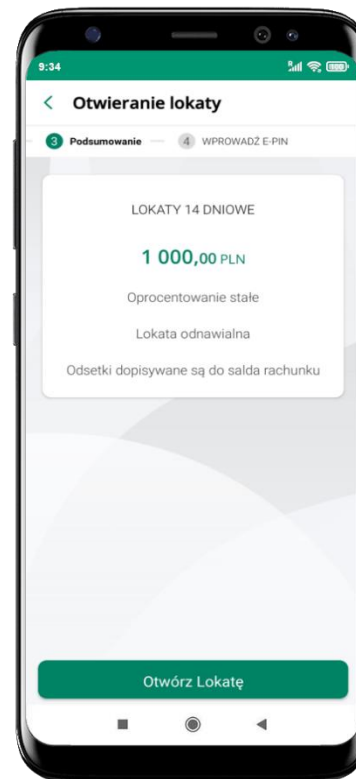 9:34
Otwieranie lokaty
3 Podsumowanie 4 WPROWADŹ E-PIN
LOKATY 14 DNIOWE
1 000,00 PLN
Oprocentowanie stałe
Lokata odnawialna
Odsetki dopisywane są do salda rachunku
Otwórz Lokatę